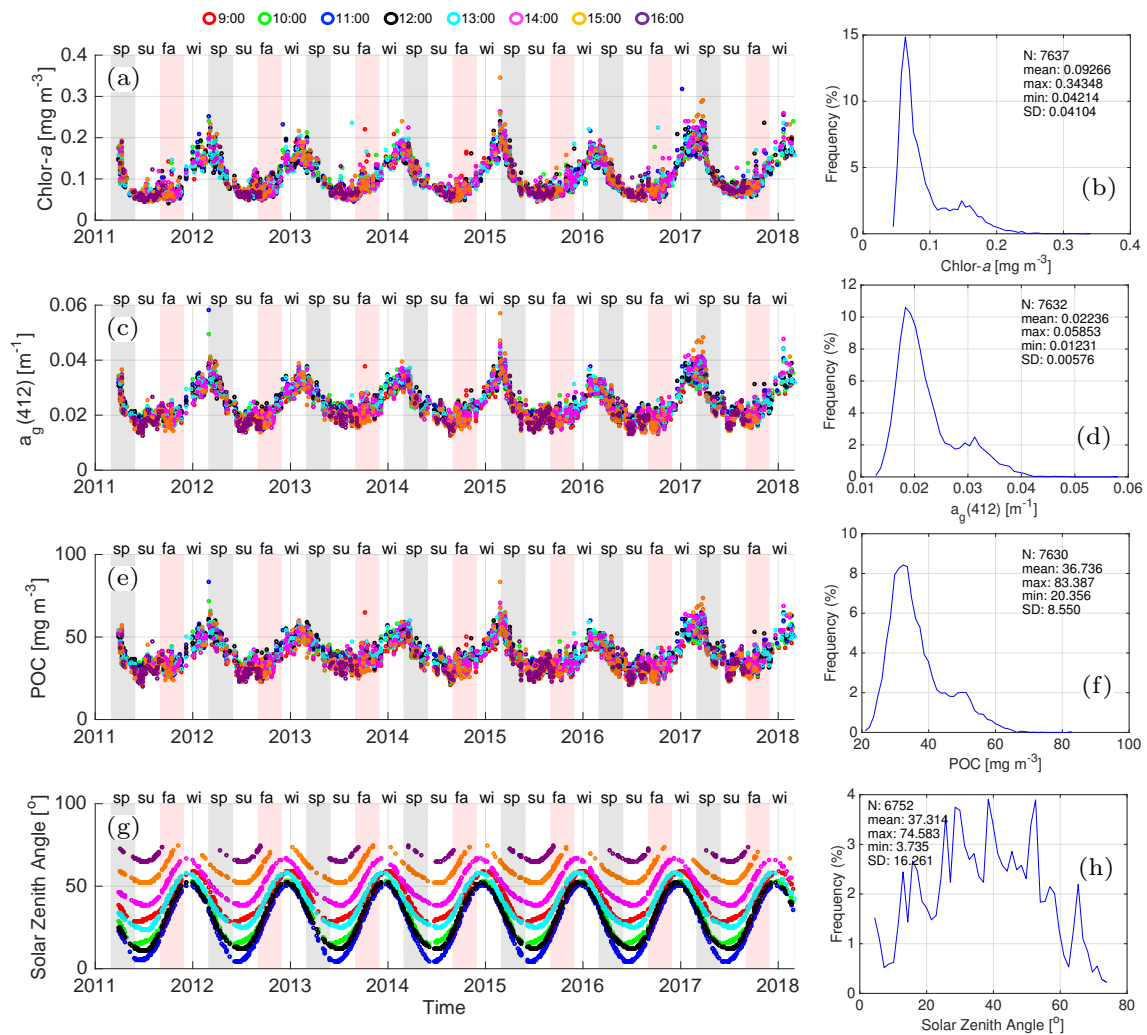 9:00 10:00 11:00 12:00 13:00 14:00 15:00 16:00
sp su fa wi sp su fa wi sp su fa wi sp su fa wi sp su fa wi sp su fa wi sp su fa wi
(a)
Chlor-a [mg m-3]
0.4
0.3
0.2
0.1
0
2011 2012 2013 2014 2015 2016 2017 2018
15
10
5
0
Frequency (%)
N: 7637
mean: 0.09266
max: 0.34348
min: 0.04214
SD: 0.04104
(b)
0 0.1 0.2 0.3 0.4
Chlor-a [mg m-3]
sp su fa wi sp su fa wi sp su fa wi sp su fa wi sp su fa wi sp su fa wi sp su fa wi
(c)
ag(412) [m-1]
0.06
0.04
0.02
0
2011 2012 2013 2014 2015 2016 2017 2018
12
10
8
6
4
2
0
Frequency (%)
N: 7632
mean: 0.02236
max: 0.05853
min: 0.01231
SD: 0.00576
(d)
0.01 0.02 0.03 0.04 0.05 0.06
ag(412) [m-1]
sp su fa wi sp su fa wi sp su fa wi sp su fa wi sp su fa wi sp su fa wi sp su fa wi
(e)
POC [mg m-3]
100
50
0
2011 2012 2013 2014 2015 2016 2017 2018
10
8
6
4
2
0
Frequency (%)
N: 7630
mean: 36.736
max: 83.387
min: 20.356
SD: 8.550
(f)
20 40 60 80 100
POC [mg m-3]
sp su fa wi sp su fa wi sp su fa wi sp su fa wi sp su fa wi sp su fa wi sp su fa wi
(g)
Solar Zenith Angle [o]
100
50
0
2011 2012 2013 2014 2015 2016 2017 2018
Time
4
3
2
1
0
Frequency (%)
N: 6752
mean: 37.314
max: 74.583
min: 3.735
SD: 16.261
(h)
0 20 40 60 80
Solar Zenith Angle [o]